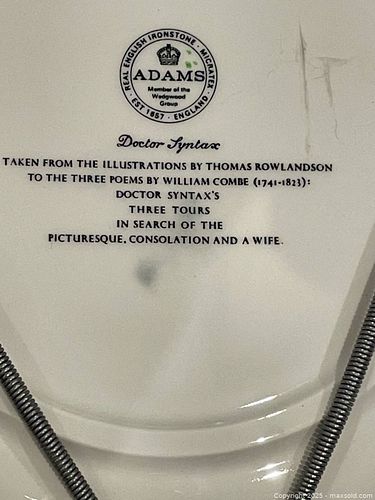 REAL ENGLISH IRONSTONE · MICRATEX
ADAMS
Member of the
Wedgwood
Group
EST 1657 · ENGLAND
Doctor Syntax
TAKEN FROM THE ILLUSTRATIONS BY THOMAS ROWLANDSON
TO THE THREE POEMS BY WILLIAM COMBE (1741-1823):
DOCTOR SYNTAX'S
THREE TOURS
IN SEARCH OF THE
PICTURESQUE, CONSOLATION AND A WIFE.
Copyright 2025 - maxsold.com